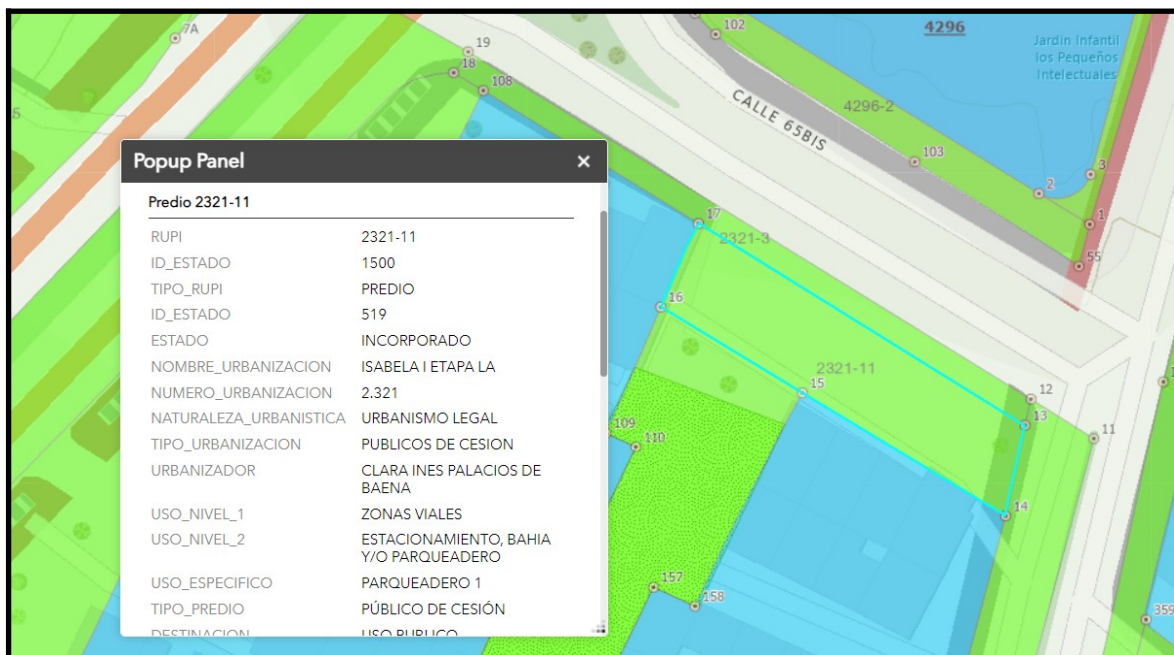 7A
19
18
108
102
4296
Jardin Infantil
los Pequeños
Intelectuales
CALLE 65BIS
4296-2
103
2
3
1
55
Popup Panel
×
Predio 2321-11
RUPI 2321-11
ID_ESTADO 1500
TIPO_RUPI PREDIO
ID_ESTADO 519
ESTADO INCORPORADO
NOMBRE_URBANIZACION ISABELA I ETAPA LA
NUMERO_URBANIZACION 2.321
NATURALEZA_URBANISTICA URBANISMO LEGAL
TIPO_URBANIZACION PUBLICOS DE CESION
URBANIZADOR CLARA INES PALACIOS DE
BAENA
USO_NIVEL_1 ZONAS VIALES
USO_NIVEL_2 ESTACIONAMIENTO, BAHIA
Y/O PARQUEADERO
USO_ESPECIFICO PARQUEADERO 1
TIPO_PREDIO PÚBLICO DE CESIÓN
DESTINACION USO PUBLICO
17
2321-3
16
2321-11
15
12
13
11
14
109
110
157
158
359